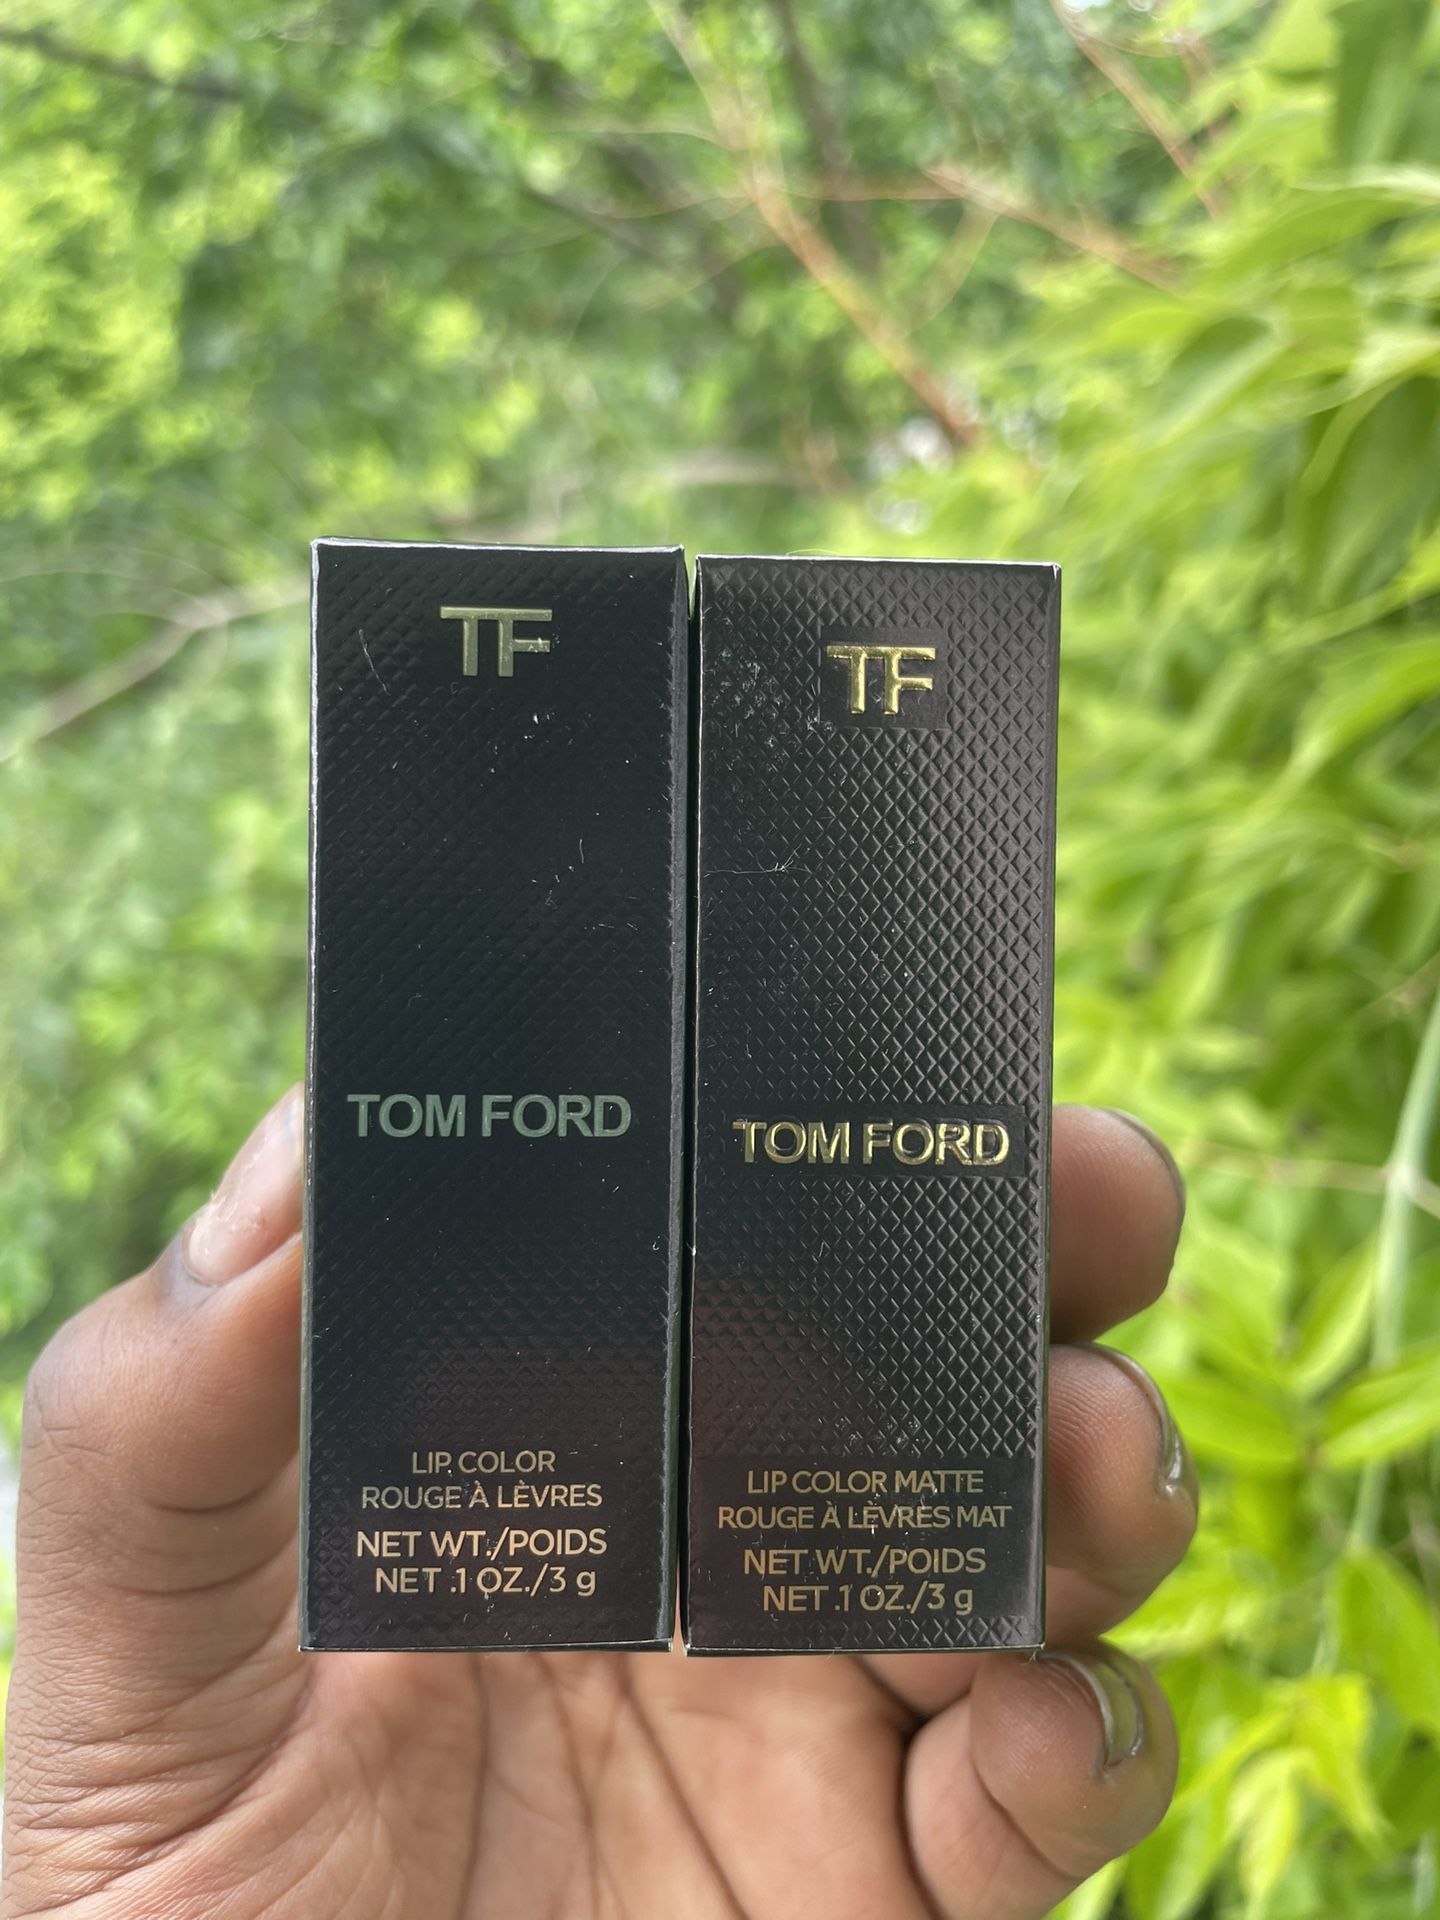 TF
TOM FORD
LIP COLOR
ROUGE À LÈVRES
NET WT./POIDS
NET .1 OZ./3 g
TF
TOM FORD
LIP COLOR MATTE
ROUGE À LÈVRES MAT
NET WT./POIDS
NET .1 OZ./3 g